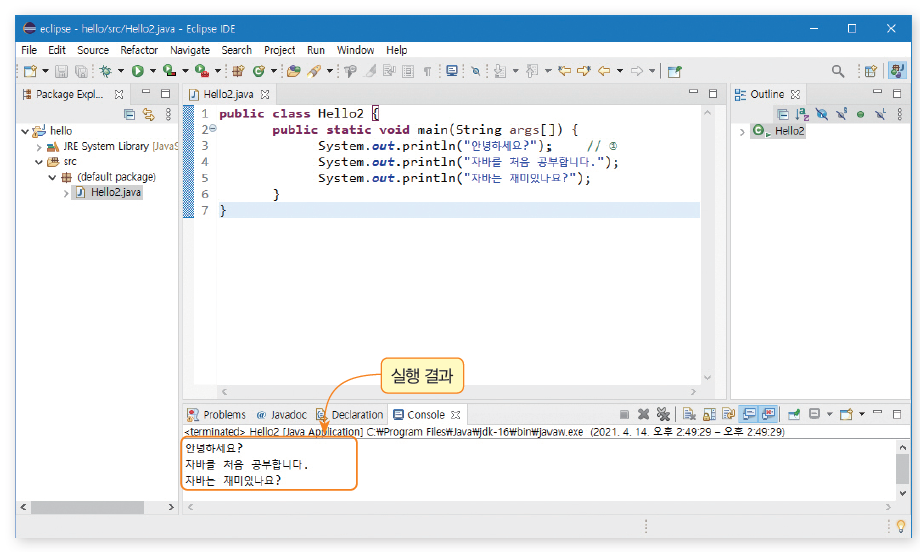 eclipse - hello/src/Hello2.java - Eclipse IDE
File Edit Source Refactor Navigate Search Project Run Window Help
Package Expl...
hello
JRE System Library [JavaS
src
(default package)
Hello2.java
Hello2.java
1 public class Hello2 {
2 public static void main(String args[]) {
3 System.out.println("안녕하세요?"); // ①
4 System.out.println("자바를 처음 공부합니다.");
5 System.out.println("자바는 재미있나요?");
6 }
7 }
Outline
Hello2
실행 결과
Problems @ Javadoc Declaration Console
<terminated> Hello2 [Java Application] C:₩Program Files₩Java₩jdk-16₩bin₩javaw.exe (2021. 4. 14. 오후 2:49:29 – 오후 2:49:29)
안녕하세요?
자바를 처음 공부합니다.
자바는 재미있나요?